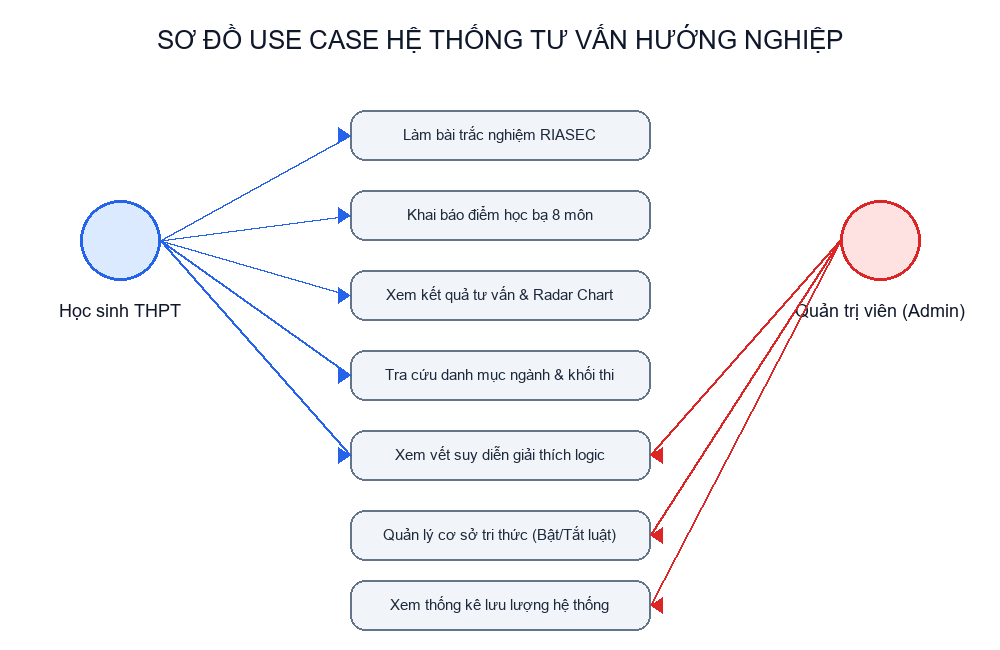 SƠ ĐỒ USE CASE HỆ THỐNG TƯ VẤN HƯỚNG NGHIỆP
Làm bài trắc nghiệm RIASEC
Khai báo điểm học bạ 8 môn
Xem kết quả tư vấn & Radar Chart
Học sinh THPT
Quản trị viên (Admin)
Tra cứu danh mục ngành & khối thi
Xem vết suy diễn giải thích logic
Quản lý cơ sở tri thức (Bật/Tắt luật)
Xem thống kê lưu lượng hệ thống